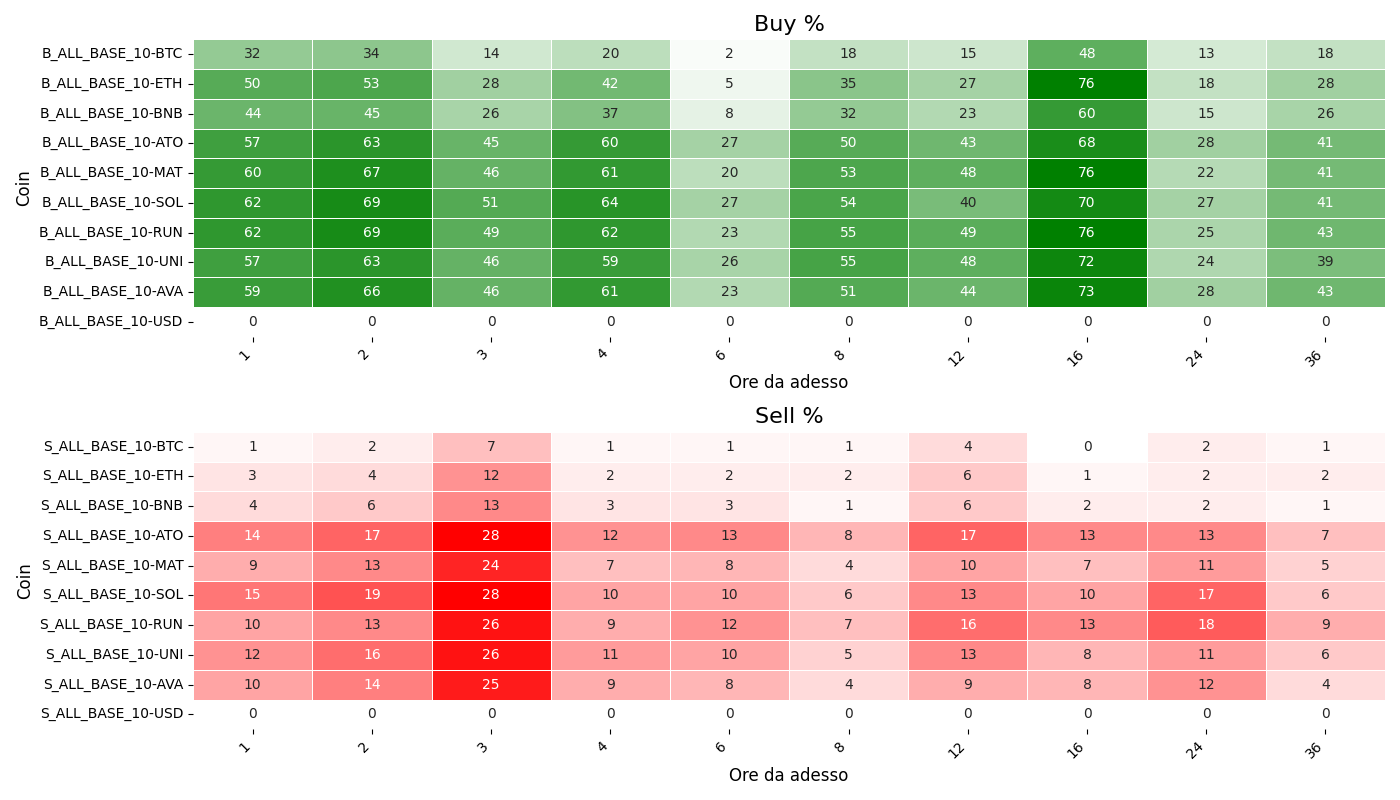 Buy %
Coin
B_ALL_BASE_10-BTC 32 34 14 20 2 18 15 48 13 18
B_ALL_BASE_10-ETH 50 53 28 42 5 35 27 76 18 28
B_ALL_BASE_10-BNB 44 45 26 37 8 32 23 60 15 26
B_ALL_BASE_10-ATO 57 63 45 60 27 50 43 68 28 41
B_ALL_BASE_10-MAT 60 67 46 61 20 53 48 76 22 41
B_ALL_BASE_10-SOL 62 69 51 64 27 54 40 70 27 41
B_ALL_BASE_10-RUN 62 69 49 62 23 55 49 76 25 43
B_ALL_BASE_10-UNI 57 63 46 59 26 55 48 72 24 39
B_ALL_BASE_10-AVA 59 66 46 61 23 51 44 73 28 43
B_ALL_BASE_10-USD 0 0 0 0 0 0 0 0 0 0
1 2 3 4 6 8 12 16 24 36
Ore da adesso
Sell %
Coin
S_ALL_BASE_10-BTC 1 2 7 1 1 1 4 0 2 1
S_ALL_BASE_10-ETH 3 4 12 2 2 2 6 1 2 2
S_ALL_BASE_10-BNB 4 6 13 3 3 1 6 2 2 1
S_ALL_BASE_10-ATO 14 17 28 12 13 8 17 13 13 7
S_ALL_BASE_10-MAT 9 13 24 7 8 4 10 7 11 5
S_ALL_BASE_10-SOL 15 19 28 10 10 6 13 10 17 6
S_ALL_BASE_10-RUN 10 13 26 9 12 7 16 13 18 9
S_ALL_BASE_10-UNI 12 16 26 11 10 5 13 8 11 6
S_ALL_BASE_10-AVA 10 14 25 9 8 4 9 8 12 4
S_ALL_BASE_10-USD 0 0 0 0 0 0 0 0 0 0
1 2 3 4 6 8 12 16 24 36
Ore da adesso